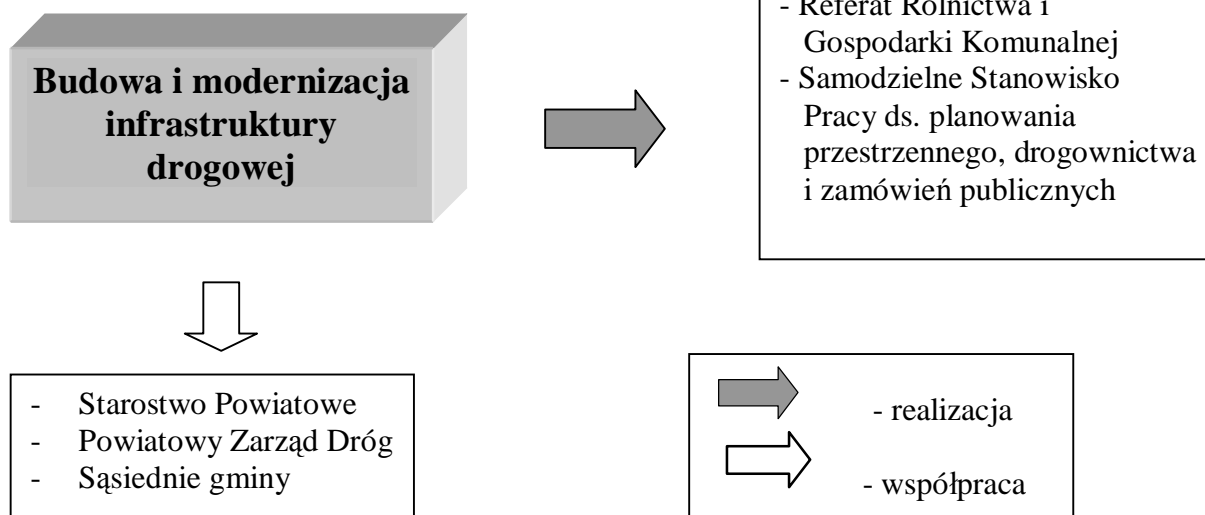 - Referat Rolnictwa i
Gospodarki Komunalnej
- Samodzielne Stanowisko
Pracy ds. planowania
przestrzennego, drogownictwa
i zamówień publicznych
Budowa i modernizacja
infrastruktury
drogowej
- Starostwo Powiatowe
- Powiatowy Zarząd Dróg
- Sąsiednie gminy
- realizacja
- współpraca